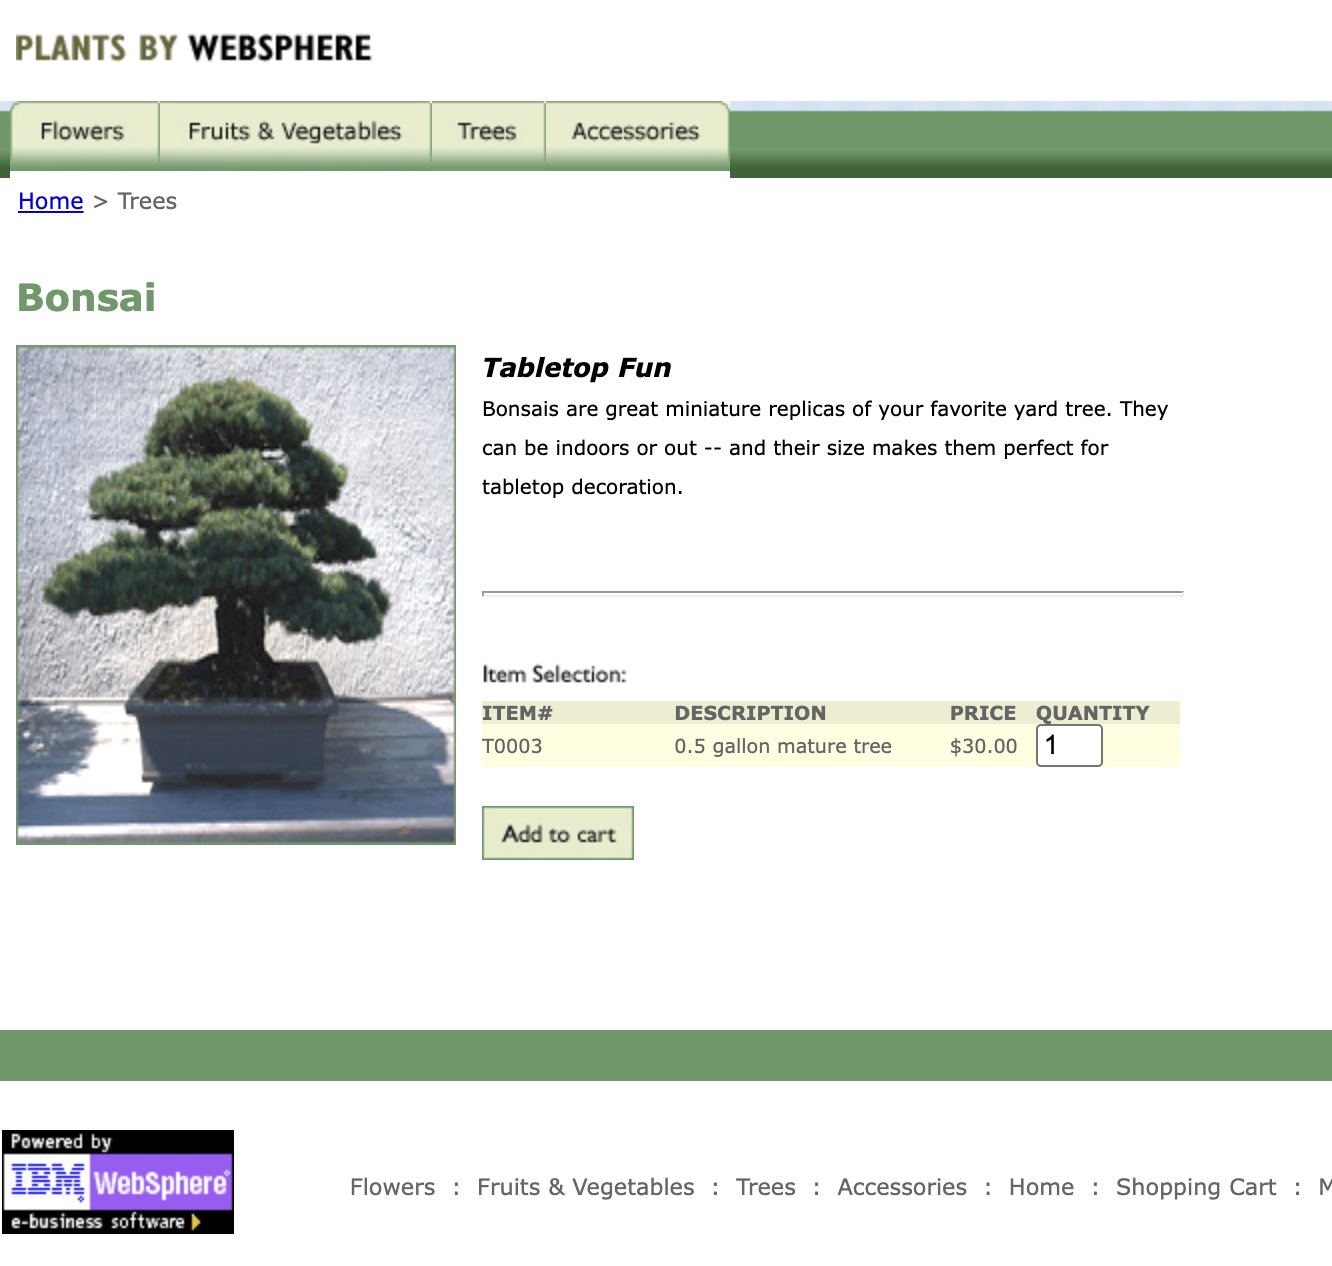 PLANTS BY WEBSPHERE
Flowers Fruits & Vegetables Trees Accessories
Home > Trees
Bonsai
Tabletop Fun
Bonsais are great miniature replicas of your favorite yard tree. They
can be indoors or out -- and their size makes them perfect for
tabletop decoration.
Item Selection:
ITEM# DESCRIPTION PRICE QUANTITY
T0003 0.5 gallon mature tree $30.00 1
Add to cart
Powered by
IBM WebSphere
e-business software
Flowers : Fruits & Vegetables : Trees : Accessories : Home : Shopping Cart : M